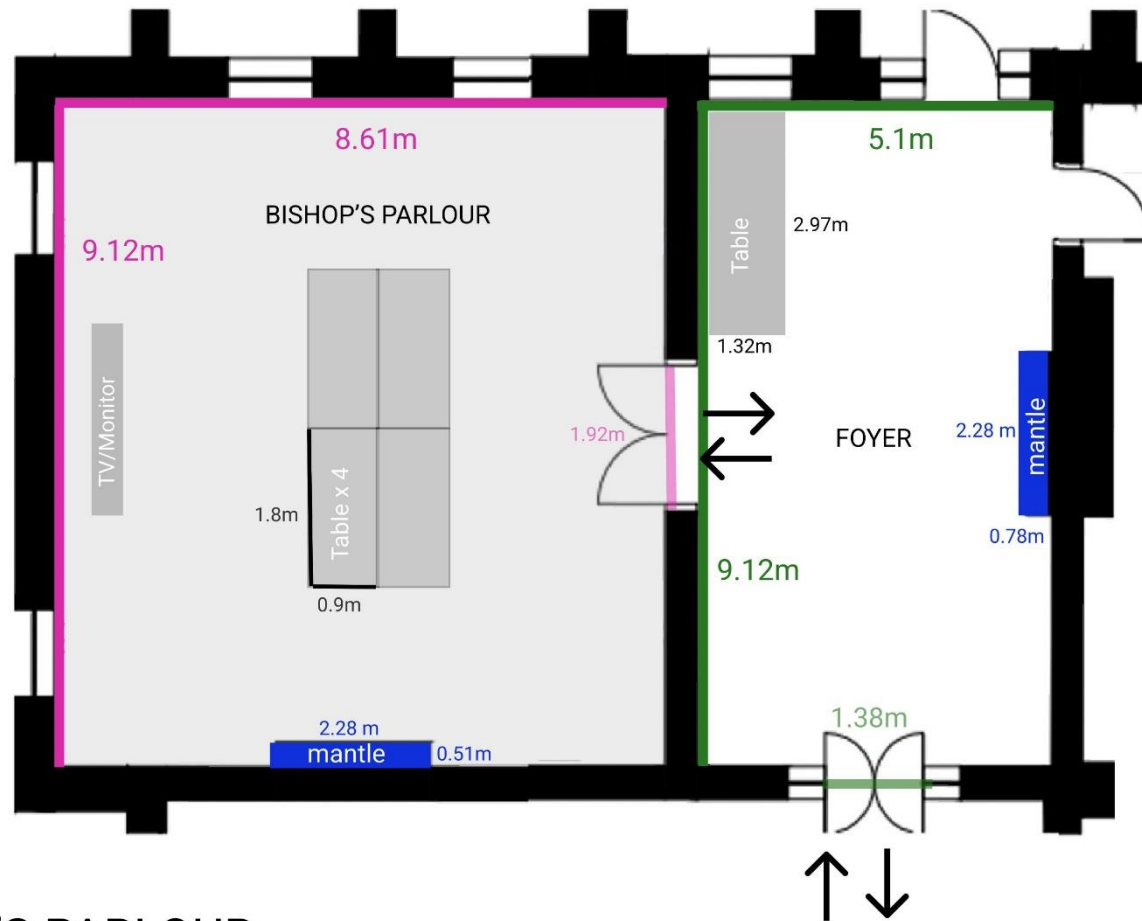 8.61m
5.1m
BISHOP'S PARLOUR
9.12m
Table
2.97m
1.32m
TV/Monitor
1.92m
FOYER
2.28 m
mantle
0.78m
1.8m
Table x 4
0.9m
9.12m
2.28 m
mantle
0.51m
1.38m
PARLOUR